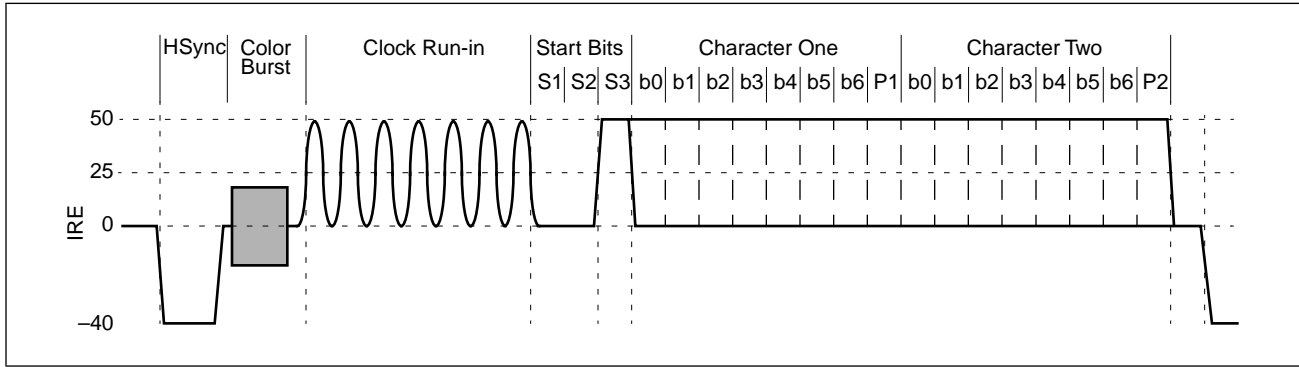 HSync Color Burst Clock Run-in Start Bits Character One Character Two
S1 S2 S3 b0 b1 b2 b3 b4 b5 b6 P1 b0 b1 b2 b3 b4 b5 b6 P2
50
25
0
–40
IRE